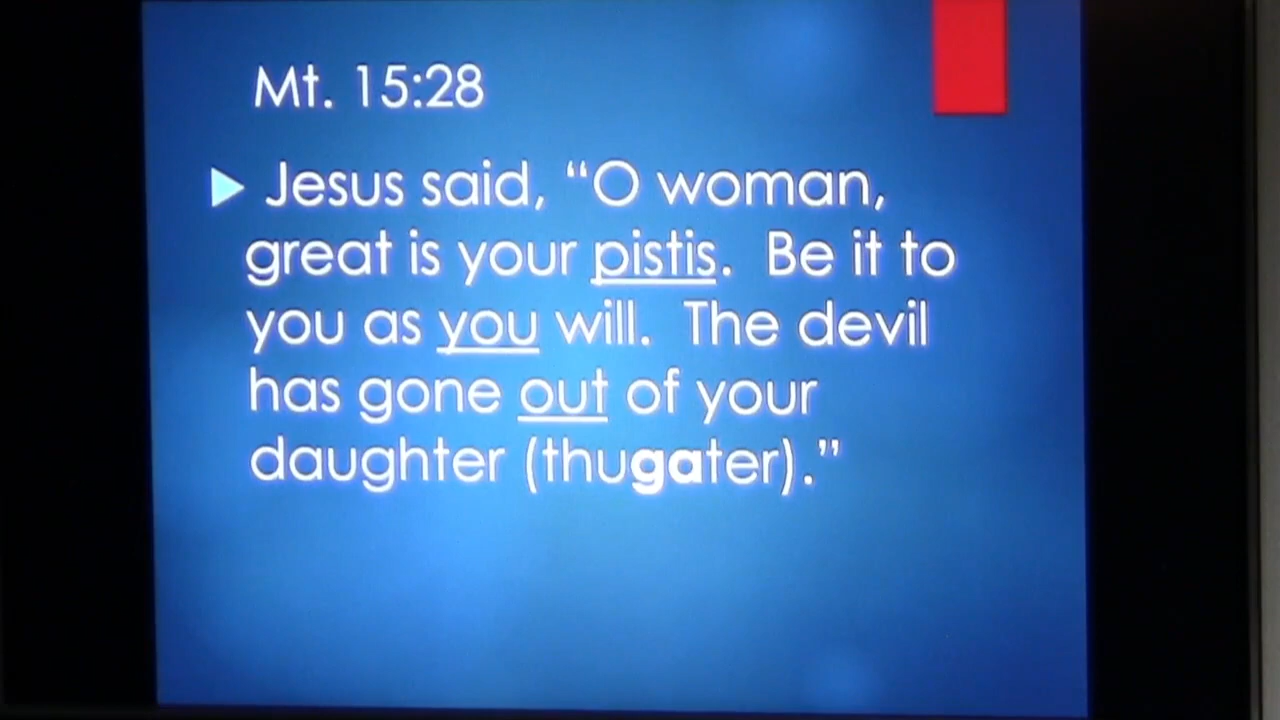 Mt. 15:28
Jesus said, “O woman,
great is your pistis.  Be it to
you as you will.  The devil
has gone out of your
daughter (thugater).”